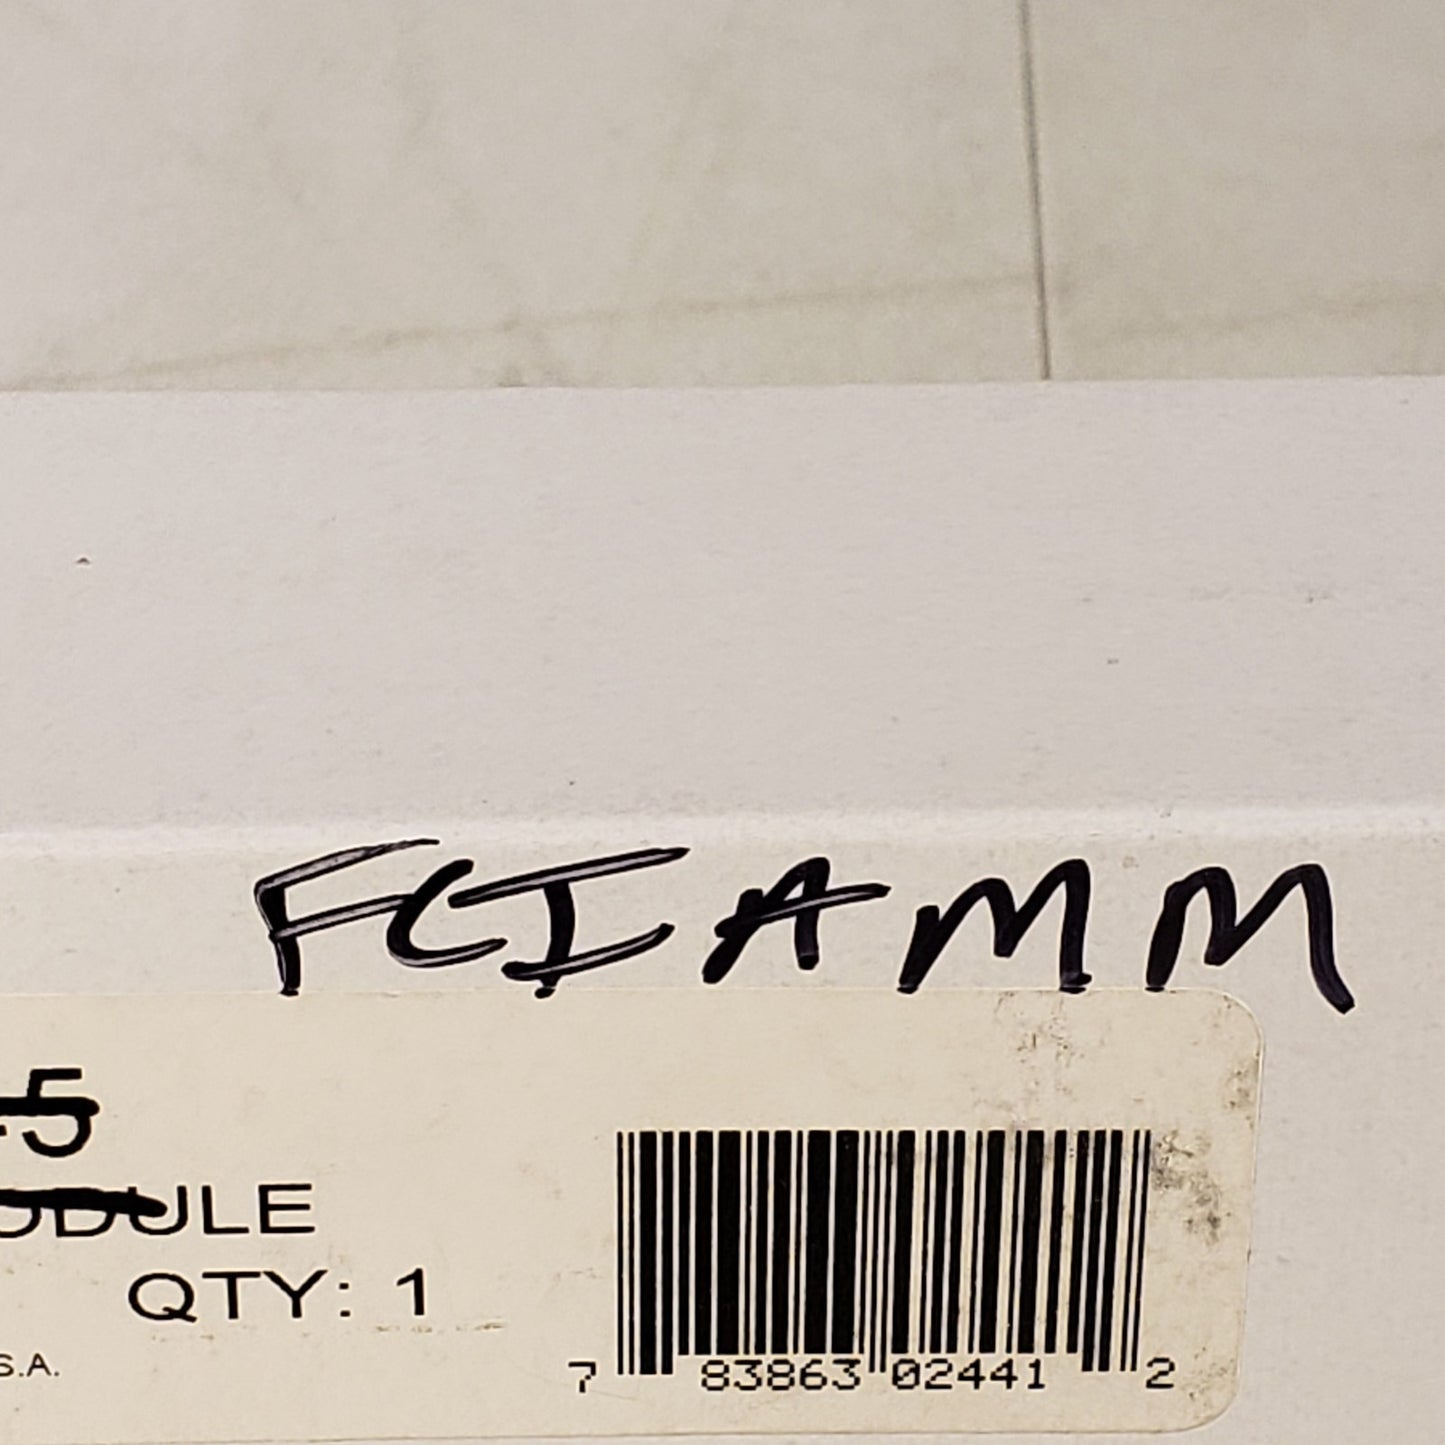 FCIAMM
-5
ODULE
QTY: 1
S.A.
7 83863 02441 2